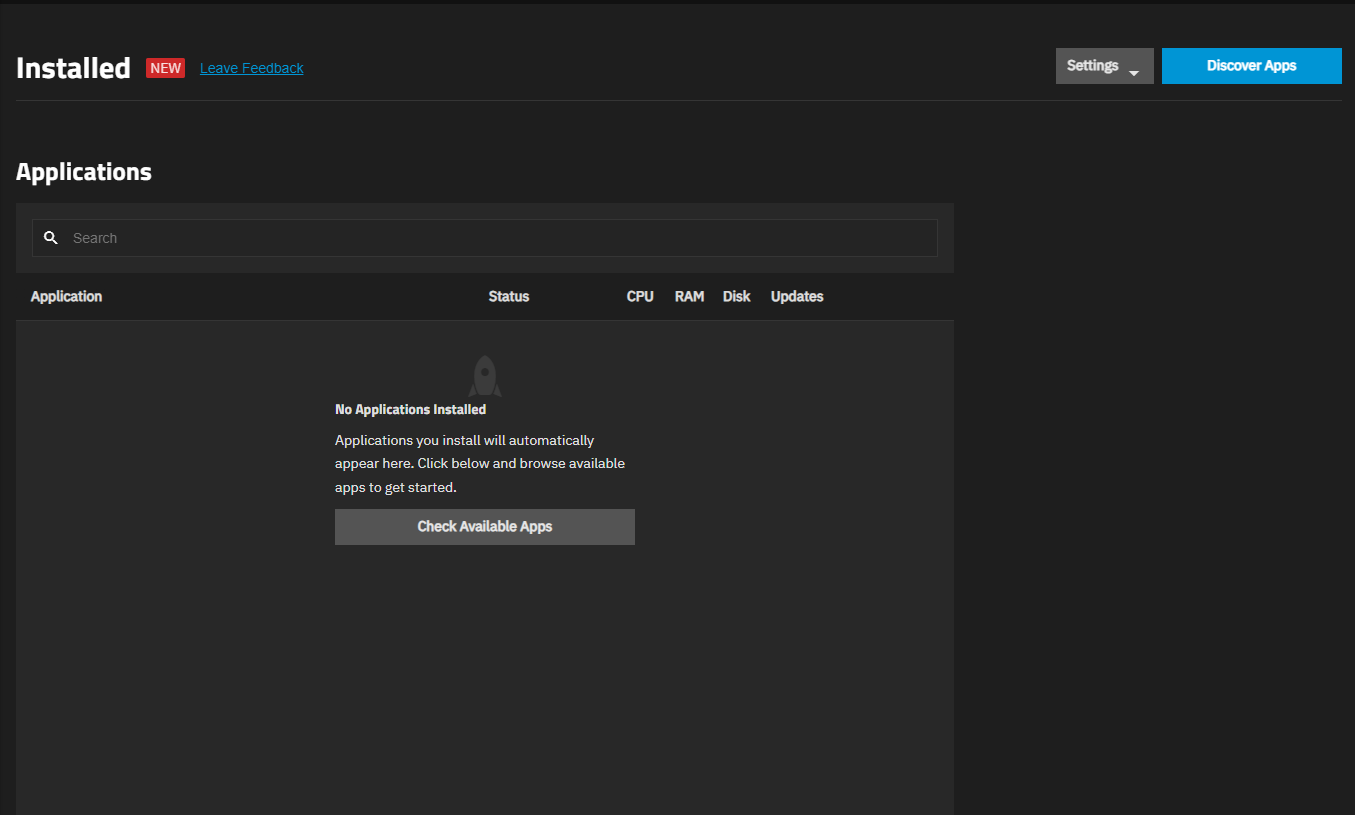 Installed NEW Leave Feedback Settings Discover Apps
Applications
Search
Application Status CPU RAM Disk Updates
No Applications Installed
Applications you install will automatically
appear here. Click below and browse available
apps to get started.
Check Available Apps